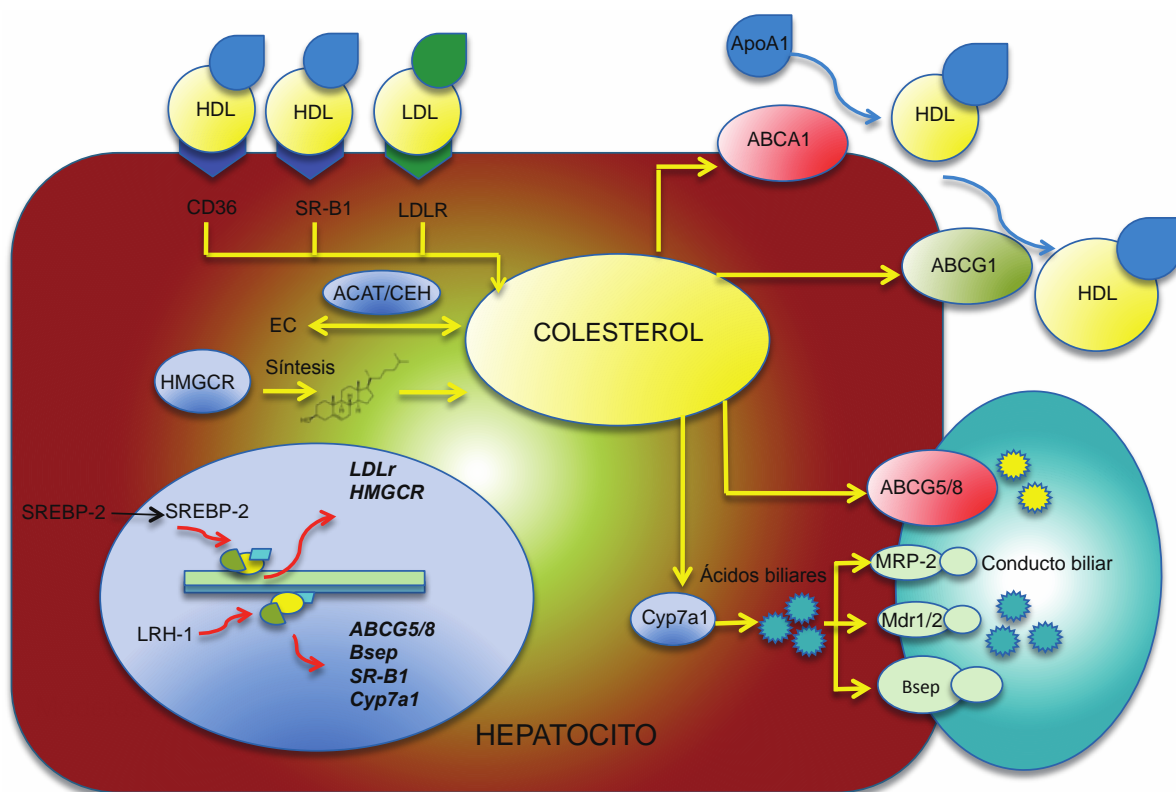 ApoA1
HDL
HDL
LDL
HDL
ABCA1
CD36
SR-B1
LDLR
ABCG1
HDL
ACAT/CEH
EC
COLESTEROL
Síntesis
HMGCR
HO
H
H
H
LDLr
HMGCR
SREBP-2
SREBP-2
LRH-1
ABCG5/8
Bsep
SR-B1
Cyp7a1
ABCG5/8
Ácidos biliares
MRP-2
Conducto biliar
Cyp7a1
Mdr1/2
Bsep
HEPATOCITO